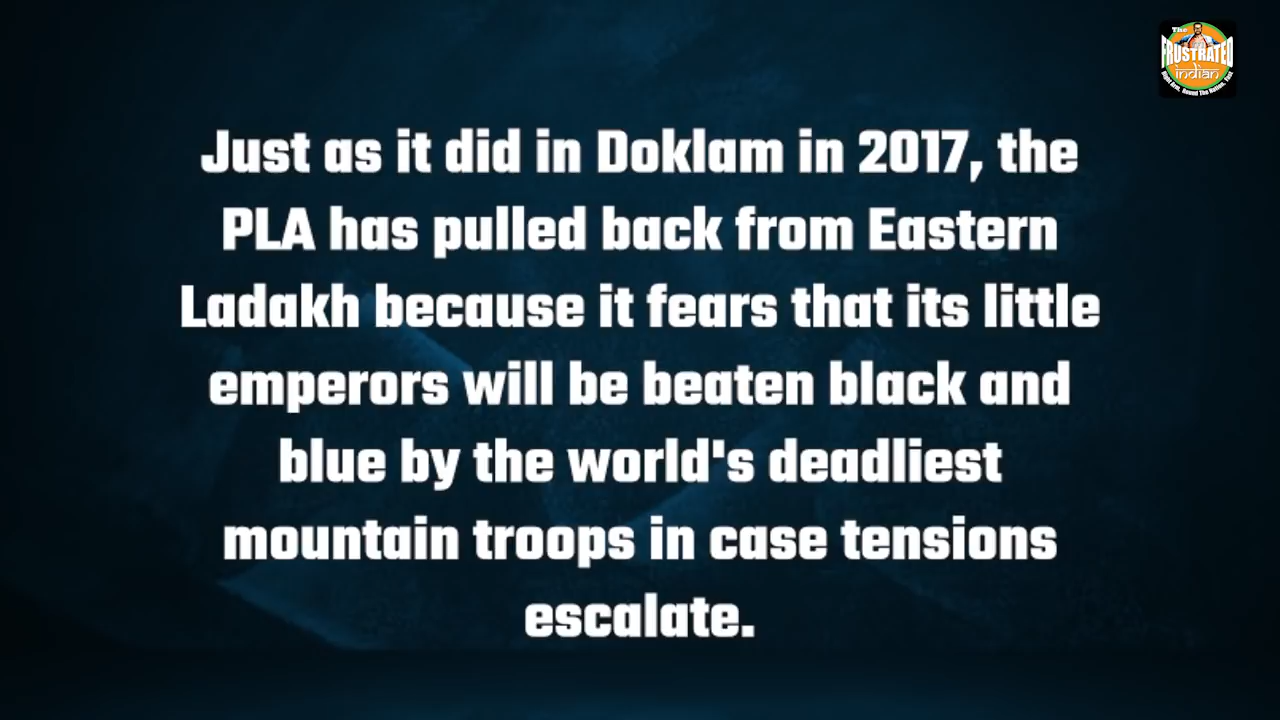 The
FRUSTRATED
indian
Just as it did in Doklam in 2017, the
PLA has pulled back from Eastern
Ladakh because it fears that its little
emperors will be beaten black and
blue by the world's deadliest
mountain troops in case tensions
escalate.